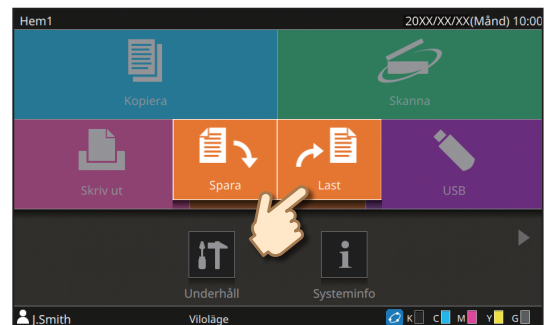 Hem1 20XX/XX/XX(Månd) 10:00
Kopiera Skanna
Skriv ut Spara Last USB
Underhåll Systeminfo
J.Smith Viloläge K C M Y G